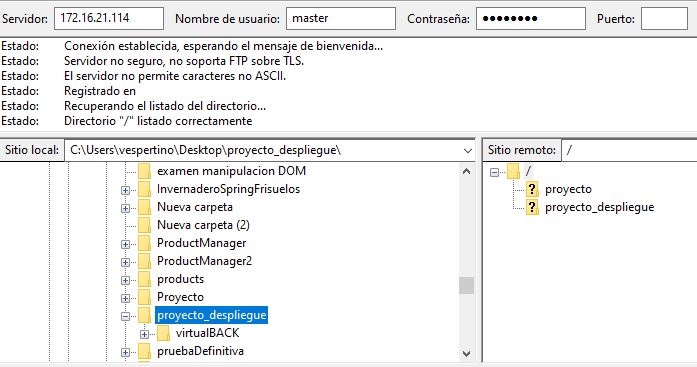 Servidor: 172.16.21.114 Nombre de usuario: master Contraseña: ●●●●●●●● Puerto:
Estado: Conexión establecida, esperando el mensaje de bienvenida...
Estado: Servidor no seguro, no soporta FTP sobre TLS.
Estado: El servidor no permite caracteres no ASCII.
Estado: Registrado en
Estado: Recuperando el listado del directorio...
Estado: Directorio "/" listado correctamente
Sitio local: C:\Users\vespertino\Desktop\proyecto_despliegue\
examen manipulacion DOM
InvernaderoSpringFrisuelos
Nueva carpeta
Nueva carpeta (2)
ProductManager
ProductManager2
products
Proyecto
proyecto_despliegue
virtualBACK
pruebaDefinitiva
Sitio remoto: /
/
proyecto
proyecto_despliegue